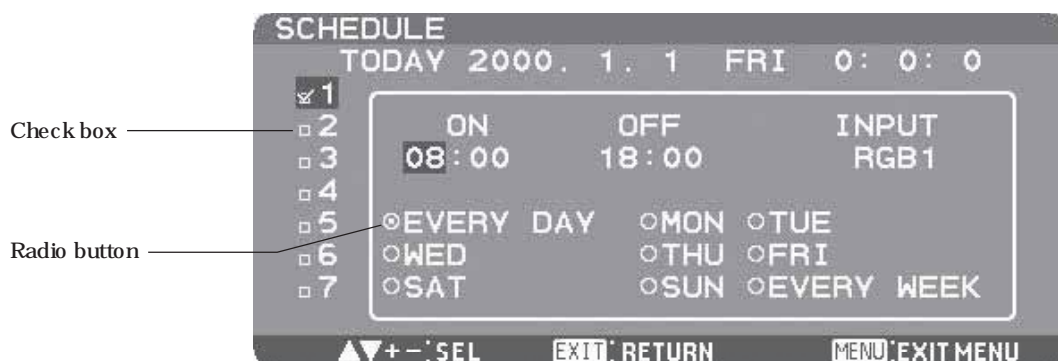 SCHEDULE
TODAY 2000. 1. 1 FRI 0: 0: 0
1
Check box
2
ON OFF INPUT
3
08:00 18:00 RGB1
4
5
EVERY DAY MON TUE
Radio button
6
WED THU FRI
7
SAT SUN EVERY WEEK
+-:SEL EXIT:RETURN MENU:EXIT MENU